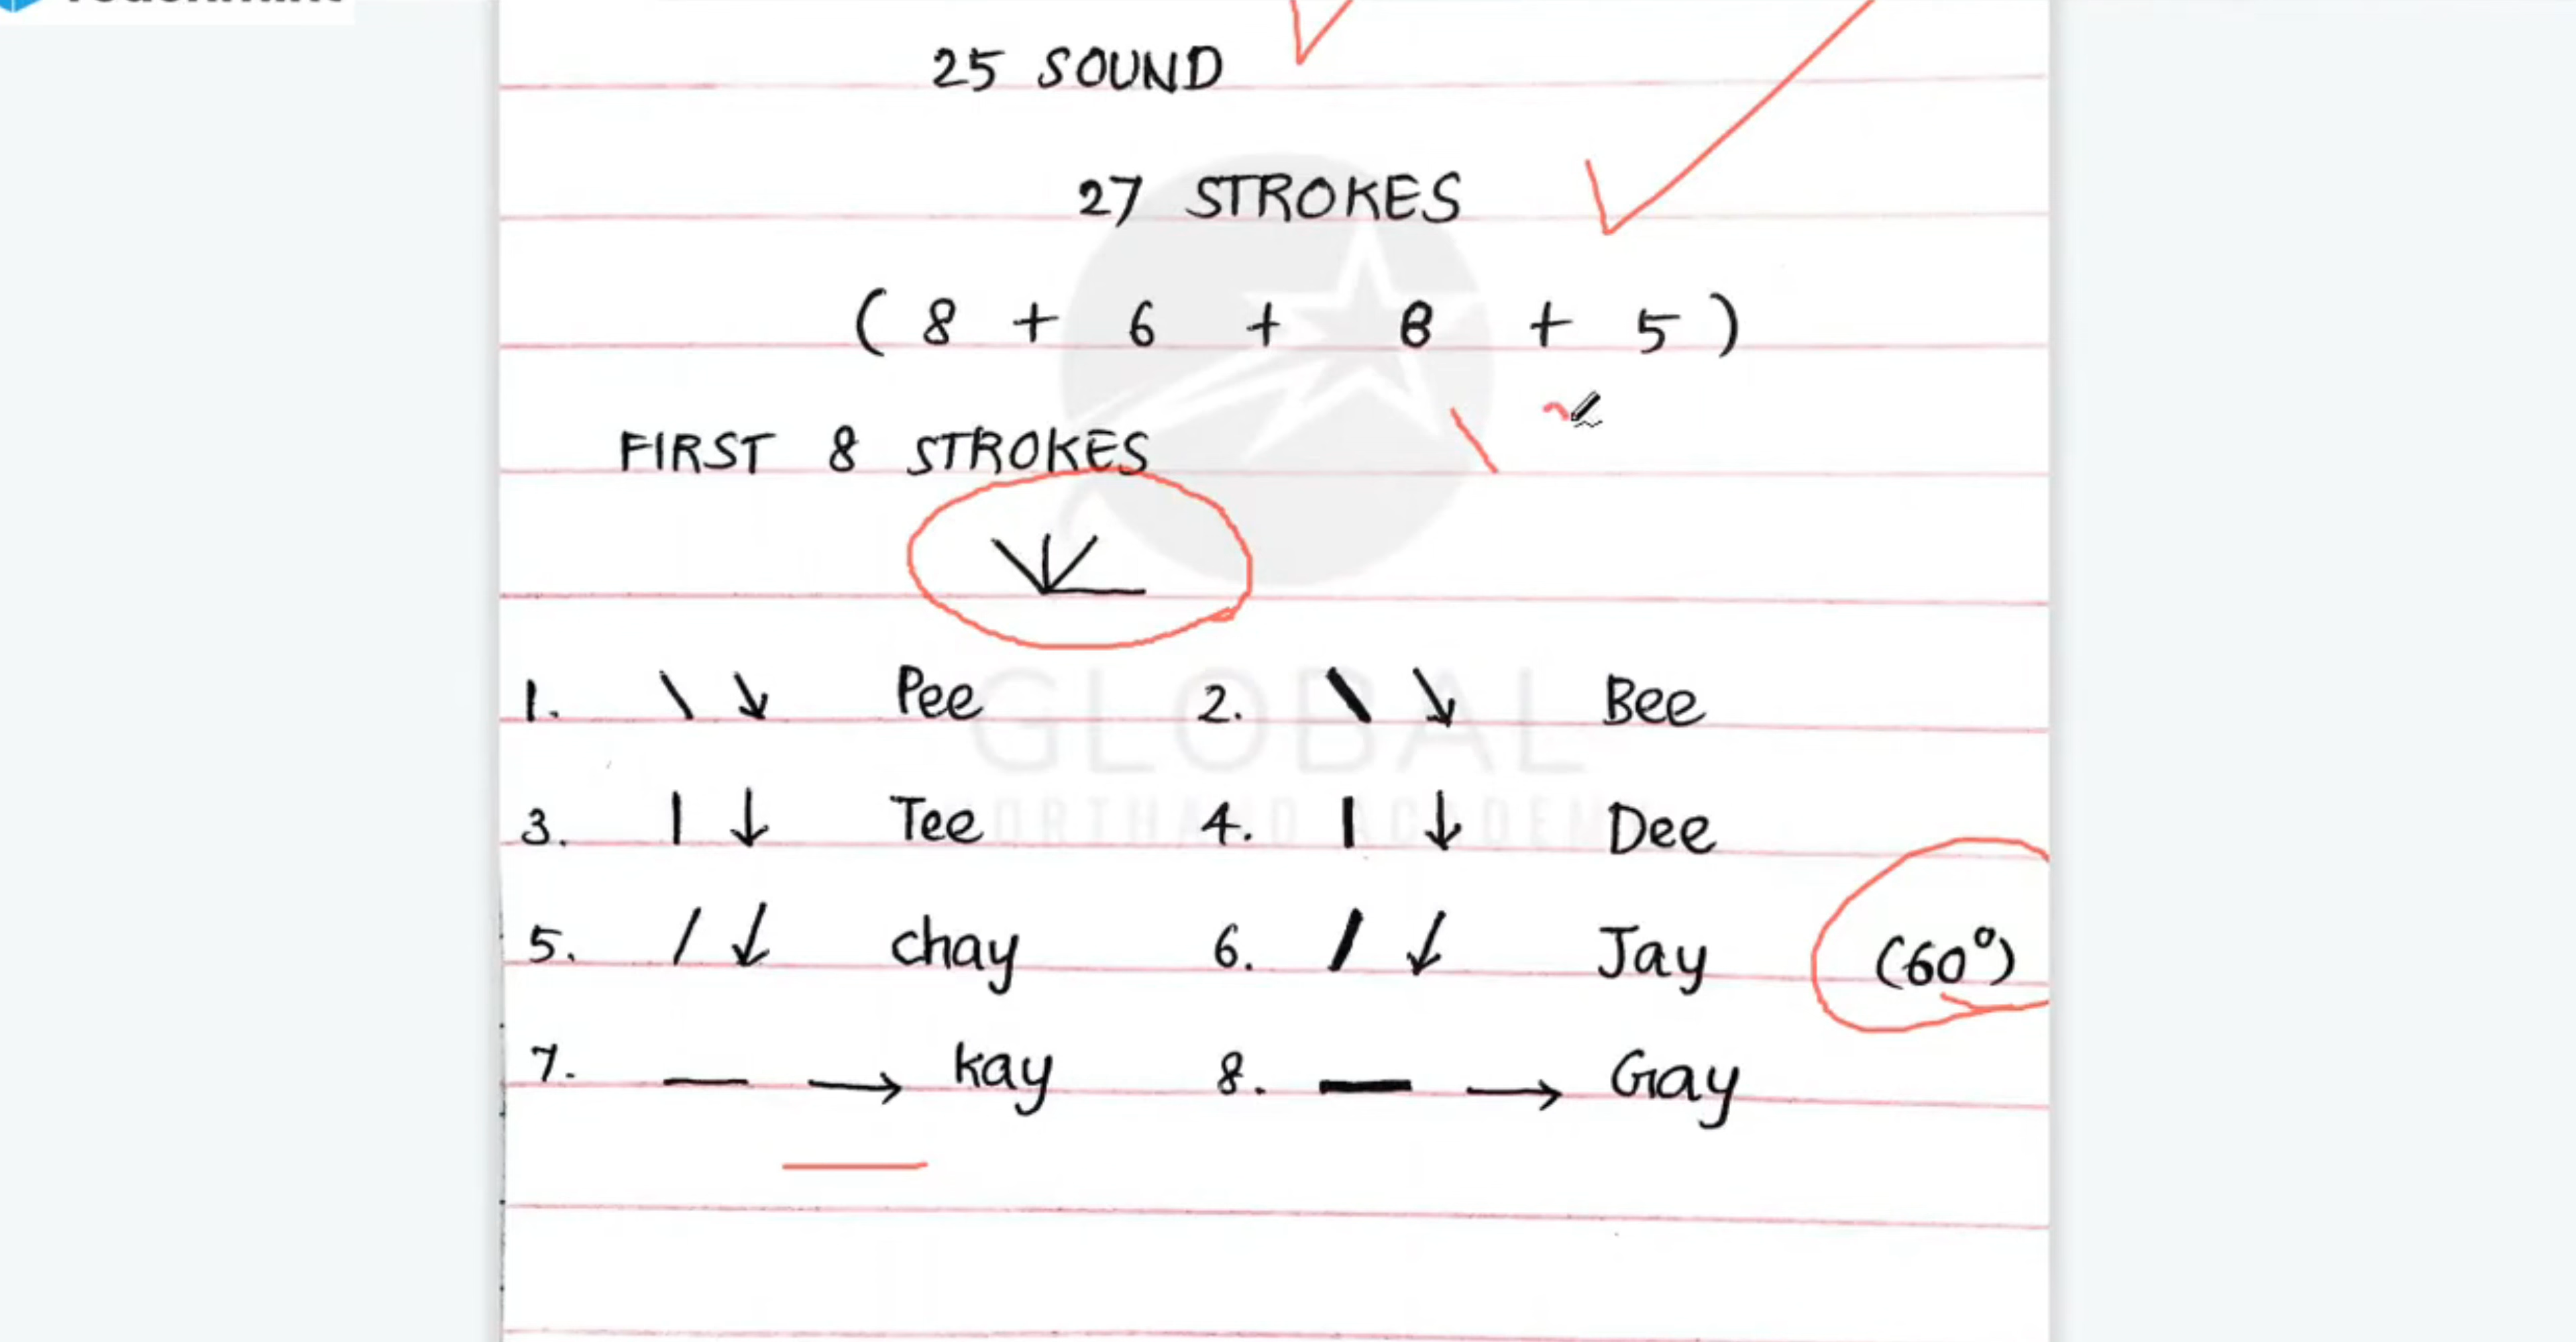 25 SOUND
27 STROKES
( 8 + 6 + 8 + 5 )
FIRST 8 STROKES
1. \ ↘ Pee 2. \ ↘ Bee
3. | ↓ Tee 4. | ↓ Dee
5. / ↙ chay 6. / ↙ Jay (60°)
7. — → kay 8. — → Gay
GLOBAL